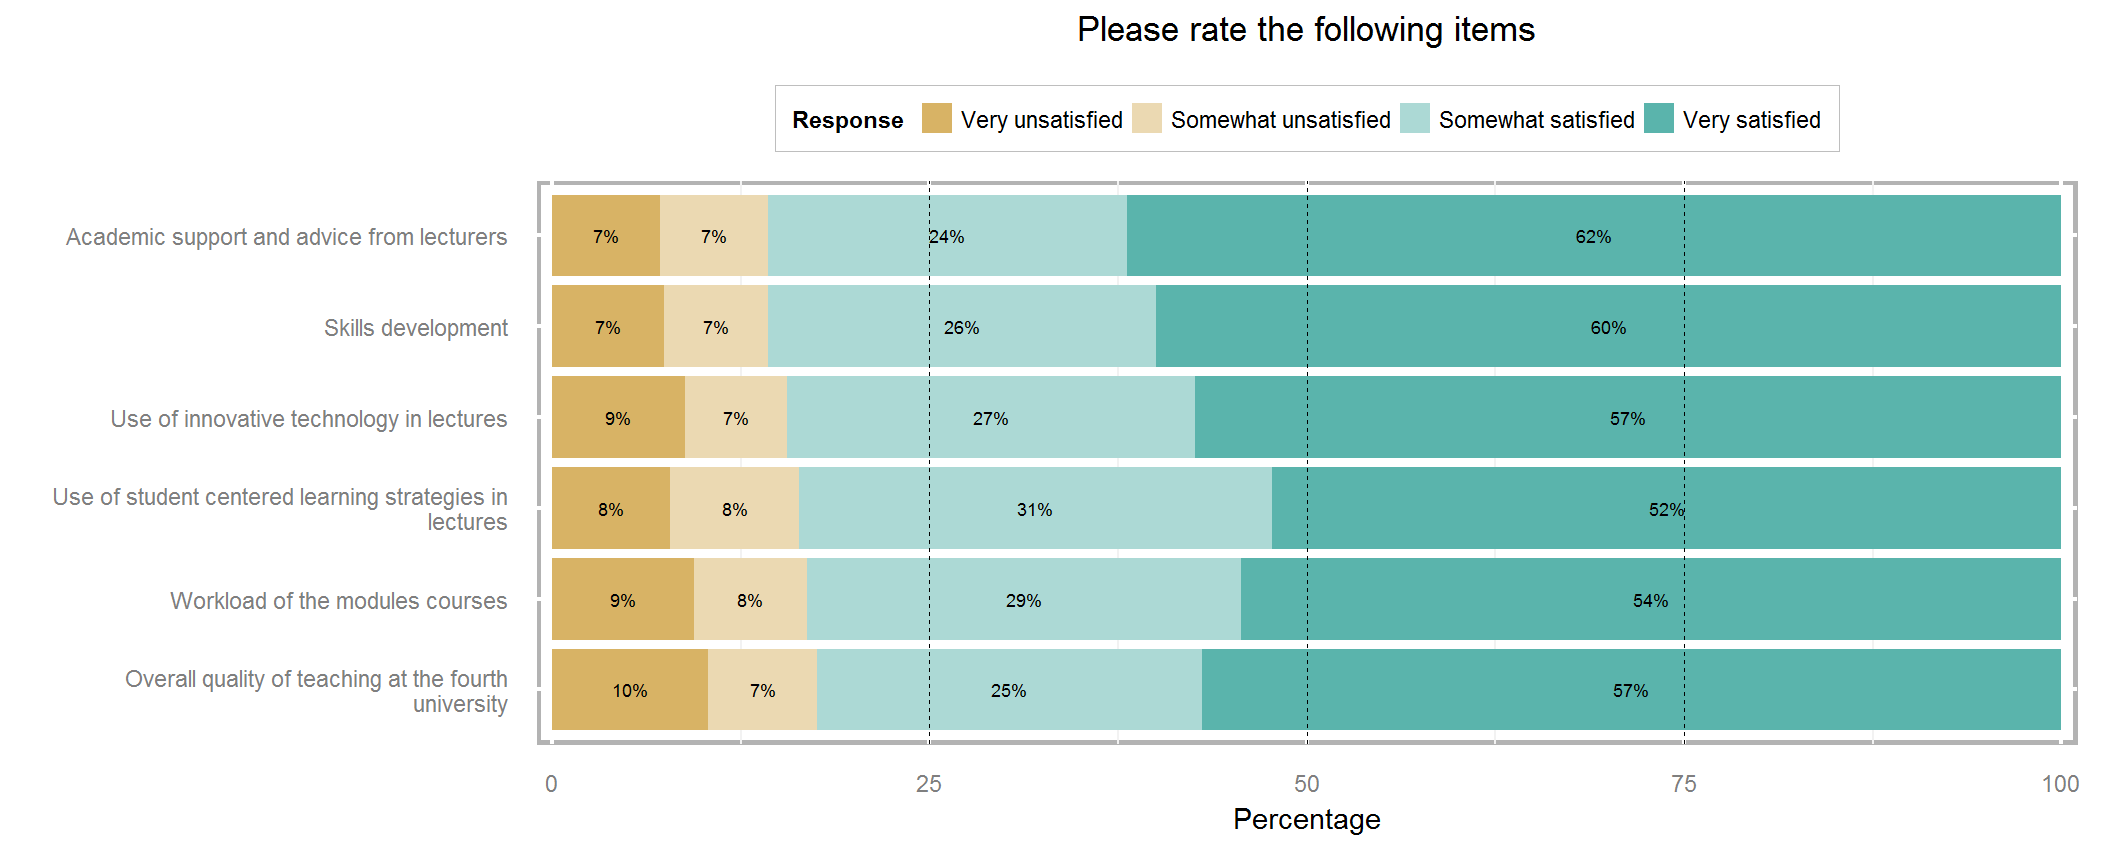 Please rate the following items
Response Very unsatisfied Somewhat unsatisfied Somewhat satisfied Very satisfied
Academic support and advice from lecturers 7% 7% 24% 62%
Skills development 7% 7% 26% 60%
Use of innovative technology in lectures 9% 7% 27% 57%
Use of student centered learning strategies in
lectures
8% 8% 31% 52%
Workload of the modules courses 9% 8% 29% 54%
Overall quality of teaching at the fourth
university
10% 7% 25% 57%
0 25 50 75 100
Percentage